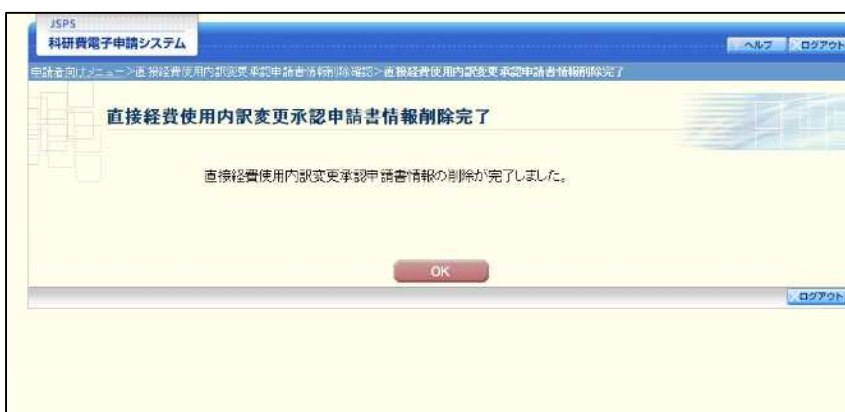 JSPS
科研費電子申請システム
ヘルプ
ログアウト
申請者向けメニュー>直接経費使用内訳変更承認申請書情報削除確認>直接経費使用内訳変更承認申請書情報削除完了
直接経費使用内訳変更承認申請書情報削除完了
直接経費使用内訳変更承認申請書情報の削除が完了しました。
OK
ログアウト